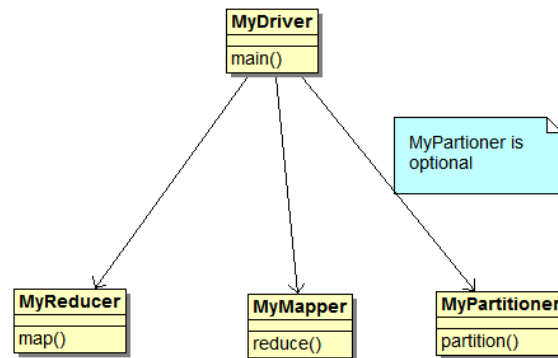 MyDriver
main()
MyPartioner is
optional
MyReducer
map()
MyMapper
reduce()
MyPartitioner
partition()